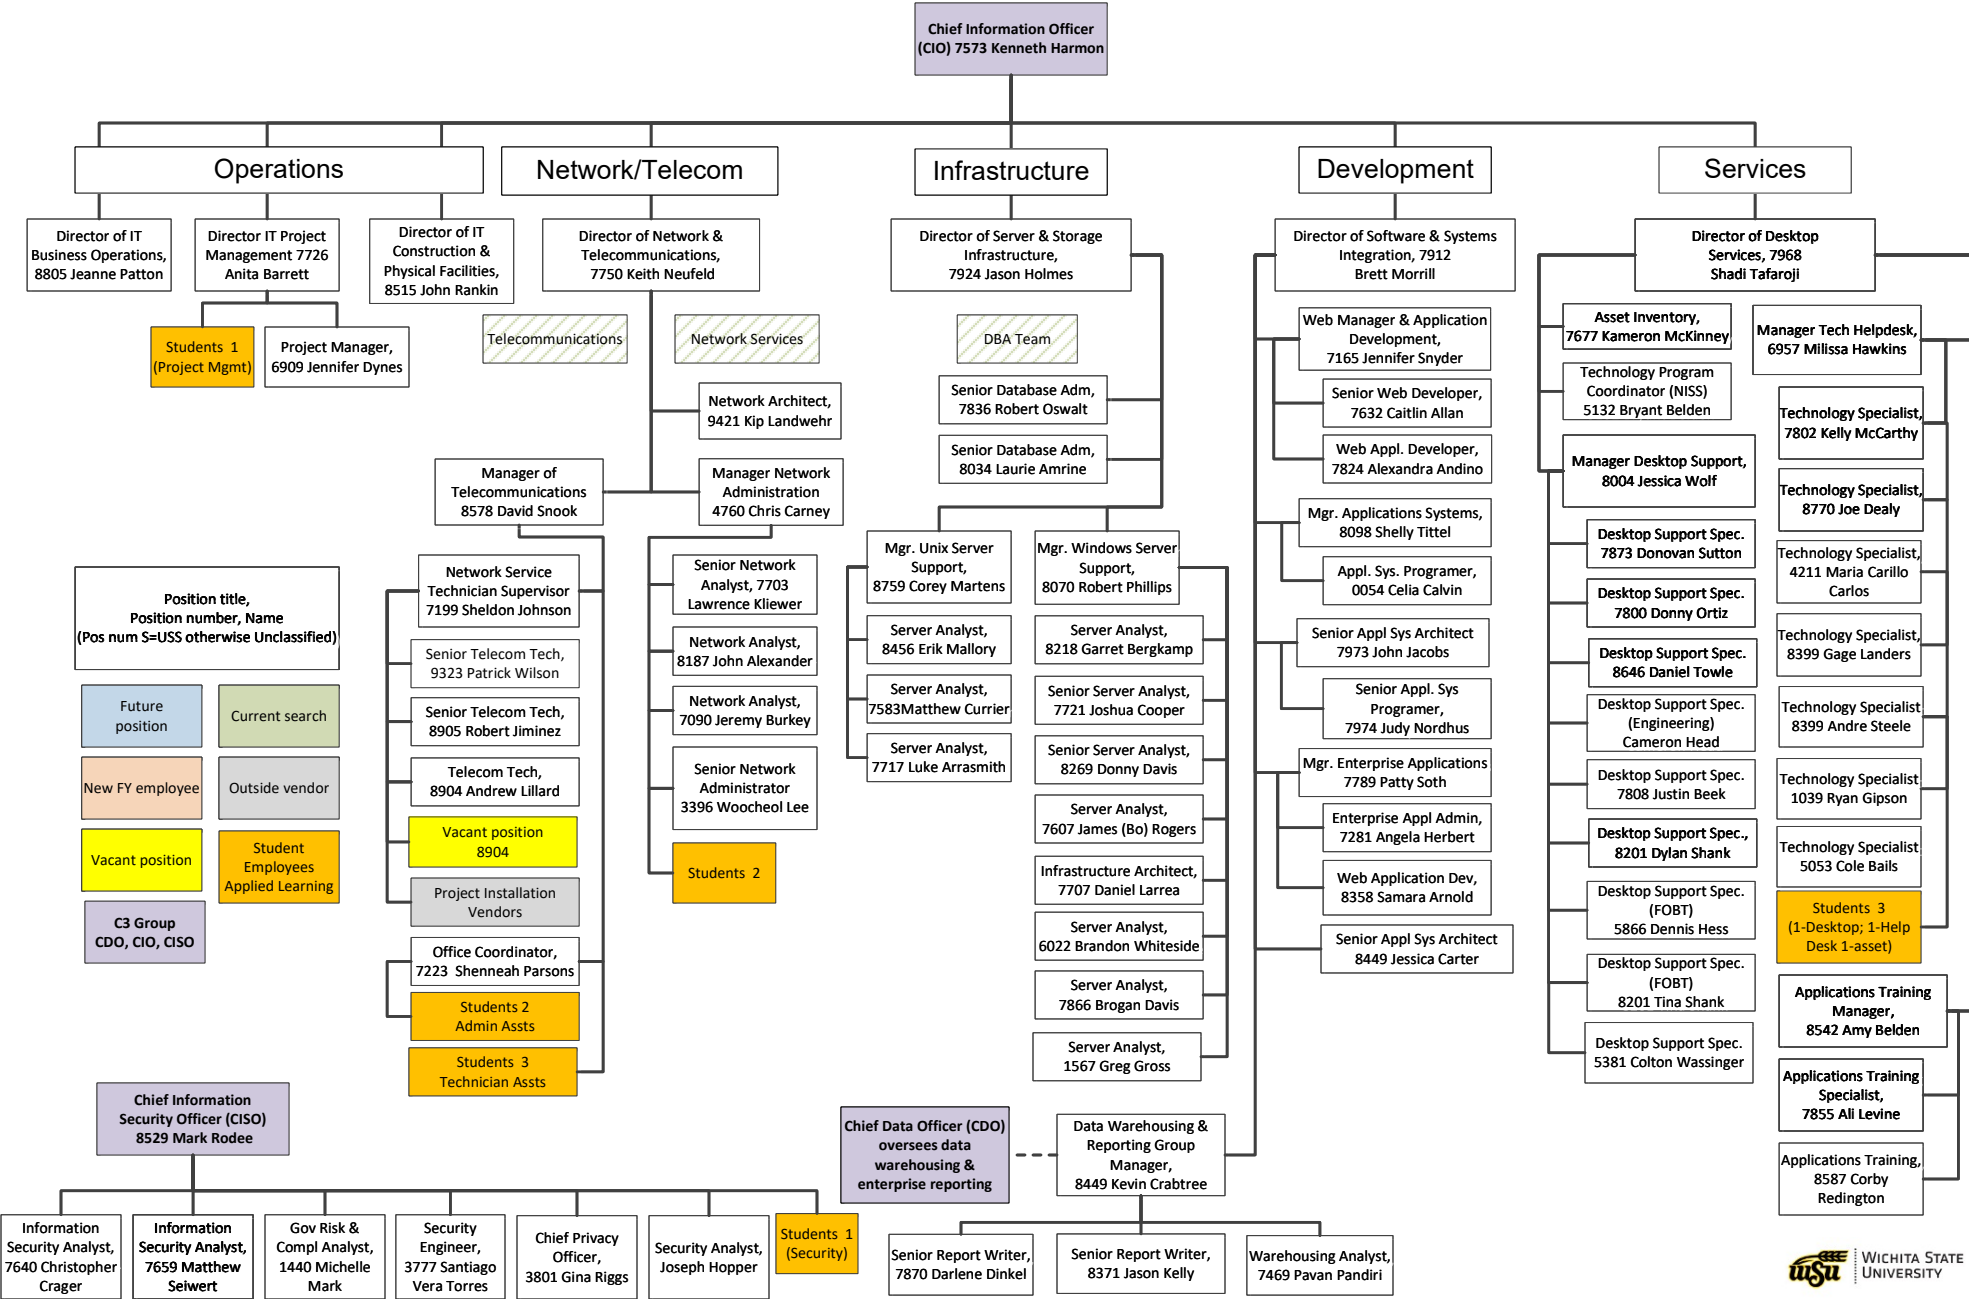 Chief Information Officer
(CIO) 7573 Kenneth Harmon
Operations
Network/Telecom
Infrastructure
Development
Services
Director of IT
Business Operations,
8805 Jeanne Patton
Director IT Project
Management 7726
Anita Barrett
Director of IT
Construction &
Physical Facilities,
8515 John Rankin
Students  1
(Project Mgmt)
Project Manager,
6909 Jennifer Dynes
Director of Network &
Telecommunications,
7750 Keith Neufeld
Telecommunications
Network Services
Network Architect,
9421 Kip Landwehr
Manager of
Telecommunications
8578 David Snook
Manager Network
Administration
4760 Chris Carney
Network Service
Technician Supervisor
7199 Sheldon Johnson
Senior Telecom Tech,
9323 Patrick Wilson
Senior Telecom Tech,
8905 Robert Jiminez
Telecom Tech,
8904 Andrew Lillard
Vacant position
8904
Project Installation
Vendors
Office Coordinator,
7223  Shenneah Parsons
Students 2
Admin Assts
Students  3
Technician Assts
Senior Network
Analyst, 7703
Lawrence Kliewer
Network Analyst,
8187 John Alexander
Network Analyst,
7090 Jeremy Burkey
Senior Network
Administrator
3396 Woocheol Lee
Students  2
Director of Server & Storage
Infrastructure,
7924 Jason Holmes
DBA Team
Senior Database Adm,
7836 Robert Oswalt
Senior Database Adm,
8034 Laurie Amrine
Mgr. Unix Server
Support,
8759 Corey Martens
Server Analyst,
8456 Erik Mallory
Server Analyst,
7583Matthew Currier
Server Analyst,
7717 Luke Arrasmith
Mgr. Windows Server
Support,
8070 Robert Phillips
Server Analyst,
8218 Garret Bergkamp
Senior Server Analyst,
7721 Joshua Cooper
Senior Server Analyst,
8269 Donny Davis
Server Analyst,
7607 James (Bo) Rogers
Infrastructure Architect,
7707 Daniel Larrea
Server Analyst,
6022 Brandon Whiteside
Server Analyst,
7866 Brogan Davis
Server Analyst,
1567 Greg Gross
Director of Software & Systems
Integration, 7912
Brett Morrill
Web Manager & Application
Development,
7165 Jennifer Snyder
Senior Web Developer,
7632 Caitlin Allan
Web Appl. Developer,
7824 Alexandra Andino
Mgr. Applications Systems,
8098 Shelly Tittel
Appl. Sys. Programer,
0054 Celia Calvin
Senior Appl Sys Architect
7973 John Jacobs
Senior Appl. Sys
Programer,
7974 Judy Nordhus
Mgr. Enterprise Applications
7789 Patty Soth
Enterprise Appl Admin,
7281 Angela Herbert
Web Application Dev,
8358 Samara Arnold
Senior Appl Sys Architect
8449 Jessica Carter
Director of Desktop
Services, 7968
Shadi Tafaroji
Asset Inventory,
7677 Kameron McKinney
Technology Program
Coordinator (NISS)
5132 Bryant Belden
Manager Desktop Support,
8004 Jessica Wolf
Desktop Support Spec.
7873 Donovan Sutton
Desktop Support Spec.
7800 Donny Ortiz
Desktop Support Spec.
8646 Daniel Towle
Desktop Support Spec.
(Engineering)
Cameron Head
Desktop Support Spec.
7808 Justin Beek
Desktop Support Spec.,
8201 Dylan Shank
Desktop Support Spec.
(FOBT)
5866 Dennis Hess
Desktop Support Spec.
(FOBT)
8201 Tina Shank
Desktop Support Spec.
5381 Colton Wassinger
Manager Tech Helpdesk,
6957 Milissa Hawkins
Technology Specialist,
7802 Kelly McCarthy
Technology Specialist,
8770 Joe Dealy
Technology Specialist,
4211 Maria Carillo
Carlos
Technology Specialist,
8399 Gage Landers
Technology Specialist
8399 Andre Steele
Technology Specialist
1039 Ryan Gipson
Technology Specialist
5053 Cole Bails
Students  3
(1-Desktop; 1-Help
Desk 1-asset)
Applications Training
Manager,
8542 Amy Belden
Applications Training
Specialist,
7855 Ali Levine
Applications Training,
8587 Corby
Redington
Position title,
Position number, Name
(Pos num S=USS otherwise Unclassified)
Future
position
Current search
New FY employee
Outside vendor
Vacant position
Student
Employees
Applied Learning
C3 Group
CDO, CIO, CISO
Chief Information
Security Officer (CISO)
8529 Mark Rodee
Information
Security Analyst,
7640 Christopher
Crager
Information
Security Analyst,
7659 Matthew
Seiwert
Gov Risk &
Compl Analyst,
1440 Michelle
Mark
Security
Engineer,
3777 Santiago
Vera Torres
Chief Privacy
Officer,
3801 Gina Riggs
Security Analyst,
Joseph Hopper
Students  1
(Security)
Chief Data Officer (CDO)
oversees data
warehousing &
enterprise reporting
Data Warehousing &
Reporting Group
Manager,
8449 Kevin Crabtree
Senior Report Writer,
7870 Darlene Dinkel
Senior Report Writer,
8371 Jason Kelly
Warehousing Analyst,
7469 Pavan Pandiri
WSU
WICHITA STATE
UNIVERSITY